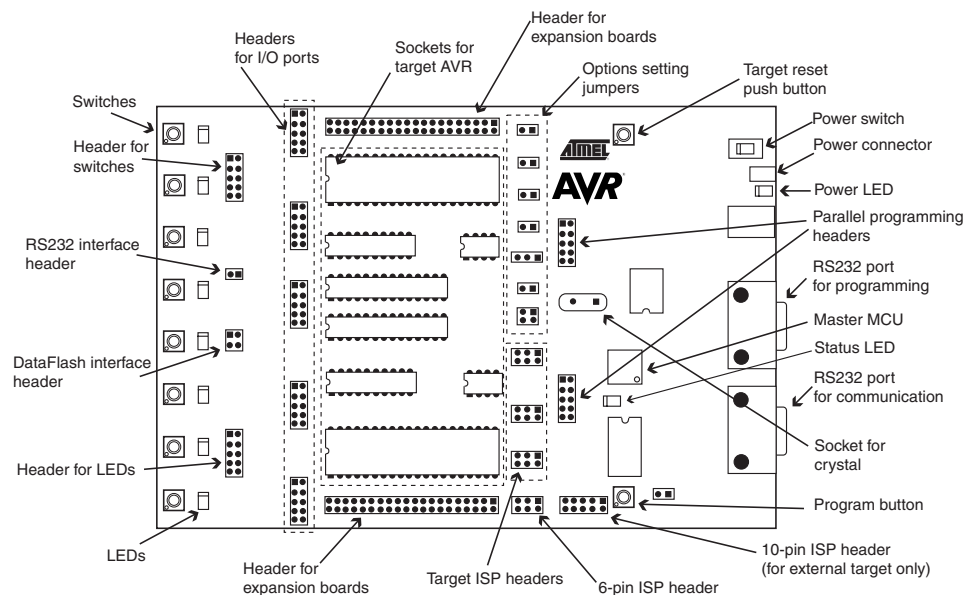 Header for
expansion boards
Headers
for I/O ports
Sockets for
target AVR
Options setting
jumpers
Target reset
push button
Switches
Header for
switches
Power switch
Power connector
Power LED
ATMEL
AVR®
Parallel programming
headers
RS232 interface
header
RS232 port
for programming
Master MCU
DataFlash interface
header
Status LED
RS232 port
for communication
Header for LEDs
Socket for
crystal
Program button
LEDs
Header for
expansion boards
Target ISP headers
6-pin ISP header
10-pin ISP header
(for external target only)